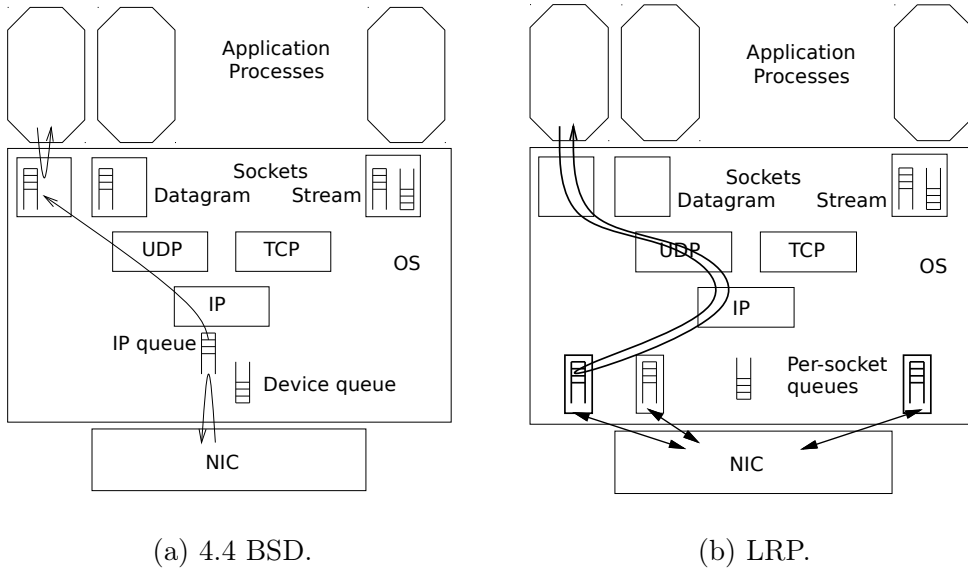 Application
Processes
Sockets
Datagram
Stream
UDP
TCP
OS
IP
IP queue
Device queue
NIC
(a) 4.4 BSD.
Application
Processes
Sockets
Datagram
Stream
UDP
TCP
OS
IP
Per-socket
queues
NIC
(b) LRP.